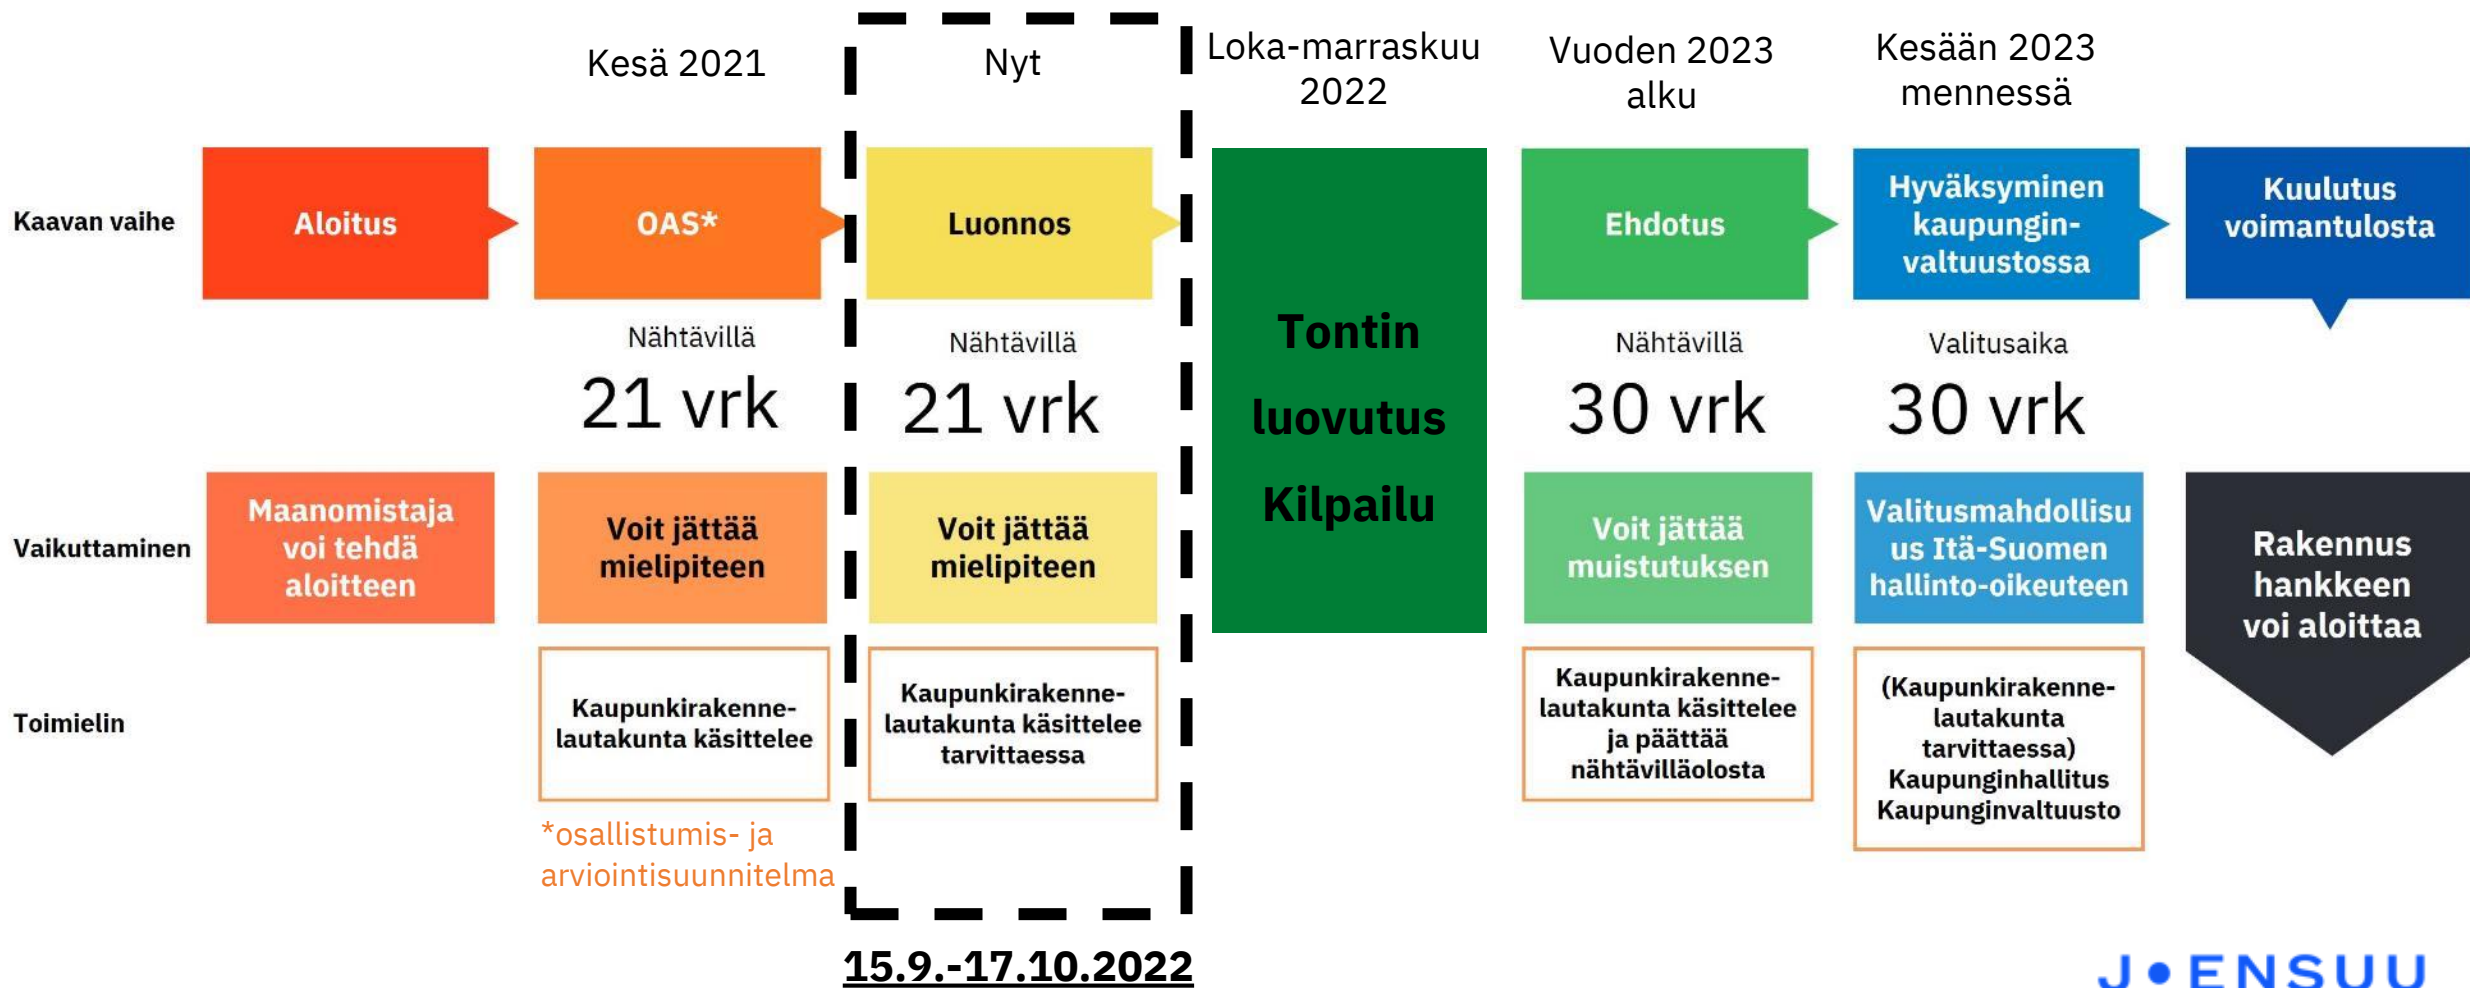 Kesä 2021
Nyt
Loka-marraskuu
2022
Vuoden 2023
alku
Kesään 2023
mennessä
Kaavan vaihe
Aloitus
OAS*
Luonnos
Tontin
luovutus
Kilpailu
Ehdotus
Hyväksyminen
kaupungin-
valtuustossa
Kuulutus
voimantulosta
Nähtävillä
21 vrk
Nähtävillä
21 vrk
Nähtävillä
30 vrk
Valitusaika
30 vrk
Vaikuttaminen
Maanomistaja
voi tehdä
aloitteen
Voit jättää
mielipiteen
Voit jättää
mielipiteen
Voit jättää
muistutuksen
Valitusmahdollisu
us Itä-Suomen
hallinto-oikeuteen
Rakennus
hankkeen
voi aloittaa
Toimielin
Kaupunkirakenne-
lautakunta käsittelee
Kaupunkirakenne-
lautakunta käsittelee
tarvittaessa
Kaupunkirakenne-
lautakunta käsittelee
ja päättää
nähtävilläolosta
(Kaupunkirakenne-
lautakunta
tarvittaessa)
Kaupunginhallitus
Kaupunginvaltuusto
*osallistumis- ja
arviointisuunnitelma
15.9.-17.10.2022
J•ENSUU